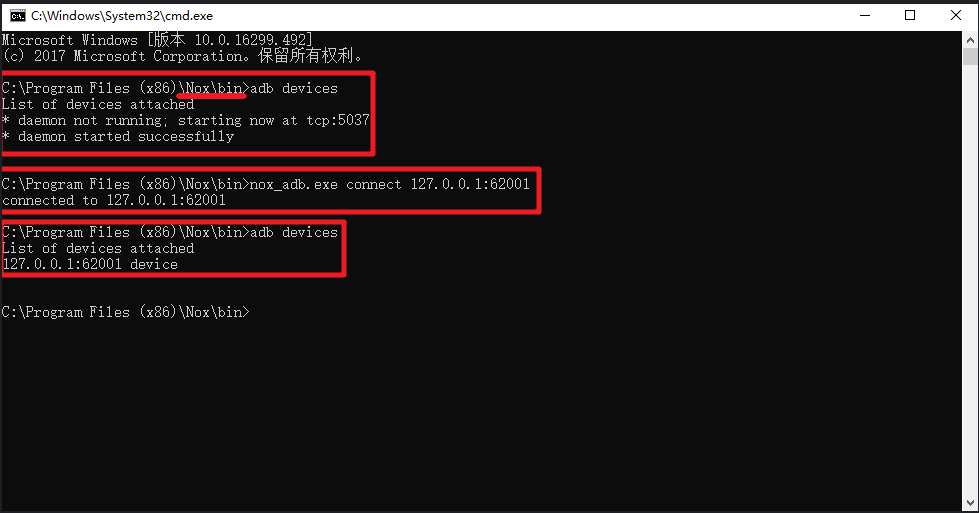 C:\Windows\System32\cmd.exe
Microsoft Windows [版本 10.0.16299.492]
(c) 2017 Microsoft Corporation。保留所有权利。
C:\Program Files (x86)\Nox\bin>adb devices
List of devices attached
* daemon not running; starting now at tcp:5037
* daemon started successfully
C:\Program Files (x86)\Nox\bin>nox_adb.exe connect 127.0.0.1:62001
connected to 127.0.0.1:62001
C:\Program Files (x86)\Nox\bin>adb devices
List of devices attached
127.0.0.1:62001 device
C:\Program Files (x86)\Nox\bin>